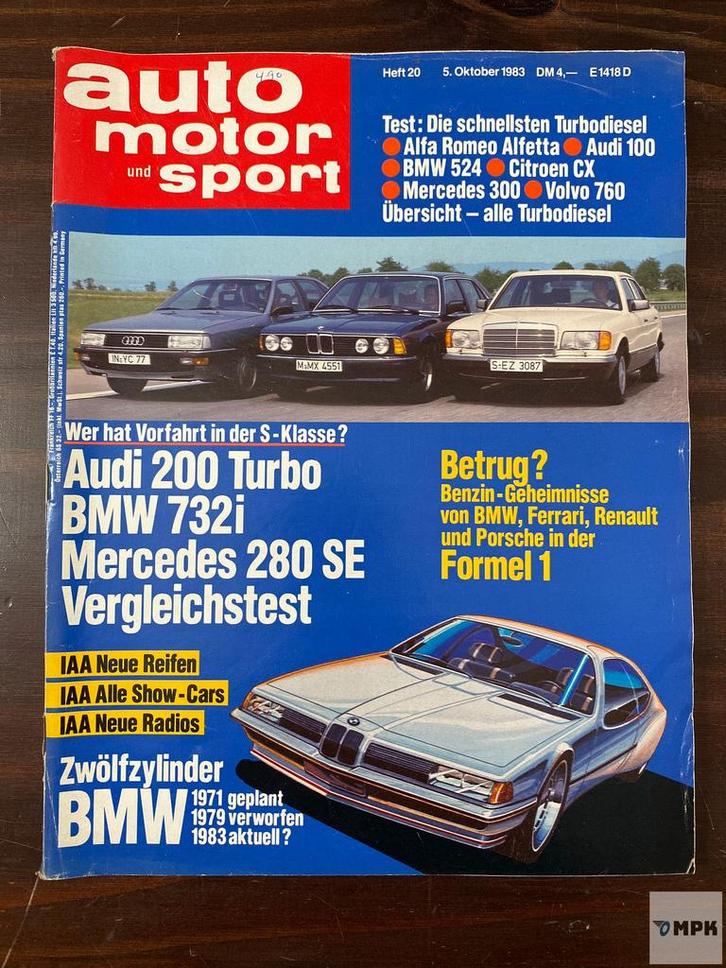 auto
motor
und sport
490
Heft 20 5. Oktober 1983 DM 4,— E 1418 D
Test: Die schnellsten Turbodiesel
Alfa Romeo Alfetta Audi 100
BMW 524 Citroen CX
Mercedes 300 Volvo 760
Übersicht – alle Turbodiesel
IN-YC 77
M-MX 4551
S-EZ 3087
Wer hat Vorfahrt in der S-Klasse?
Audi 200 Turbo
BMW 732i
Mercedes 280 SE
Vergleichstest
Betrug?
Benzin-Geheimnisse
von BMW, Ferrari, Renault
und Porsche in der
Formel 1
IAA Neue Reifen
IAA Alle Show-Cars
IAA Neue Radios
Zwölfzylinder
BMW
1971 geplant
1979 verworfen
1983 aktuell?
MPK